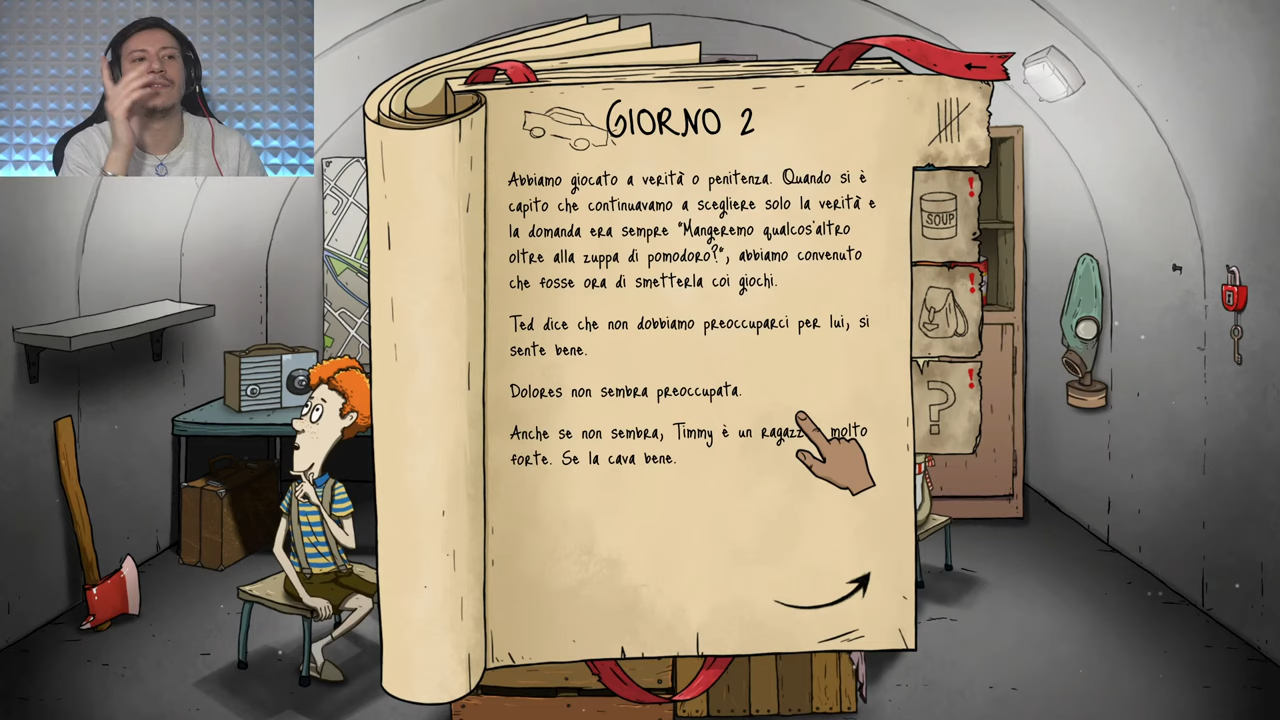 GIORNO 2
Abbiamo giocato a verità o penitenza. Quando si è
capito che continuavamo a scegliere solo la verità e
la domanda era sempre "Mangeremo qualcos'altro
oltre alla zuppa di pomodoro?", abbiamo convenuto
che fosse ora di smetterla coi giochi.
Ted dice che non dobbiamo preoccuparci per lui, si
sente bene.
Dolores non sembra preoccupata.
Anche se non sembra, Timmy è un molto
forte. Se la cava bene.
!
SOUP
!
!
?